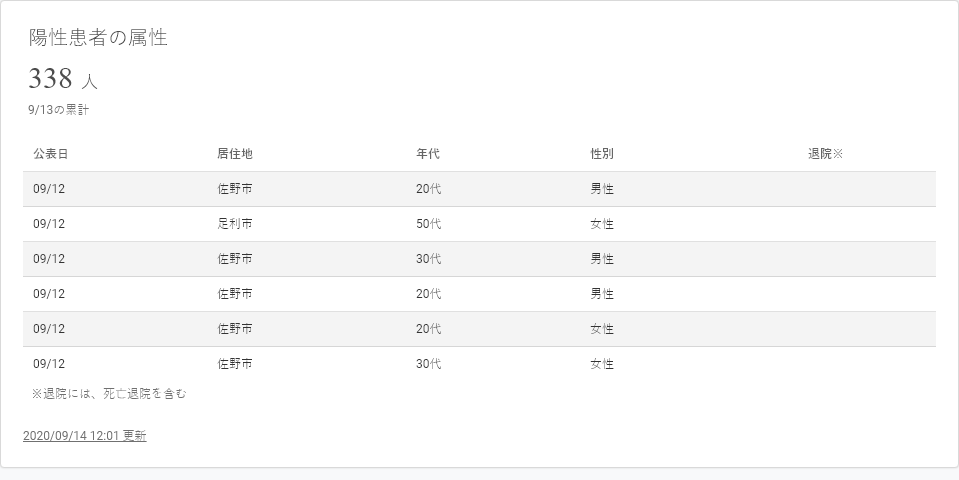 陽性患者の属性
338 人
9/13の累計
公表日 居住地 年代 性別 退院※
09/12 佐野市 20代 男性
09/12 足利市 50代 女性
09/12 佐野市 30代 男性
09/12 佐野市 20代 男性
09/12 佐野市 20代 女性
09/12 佐野市 30代 女性
※退院には、死亡退院を含む
2020/09/14 12:01 更新